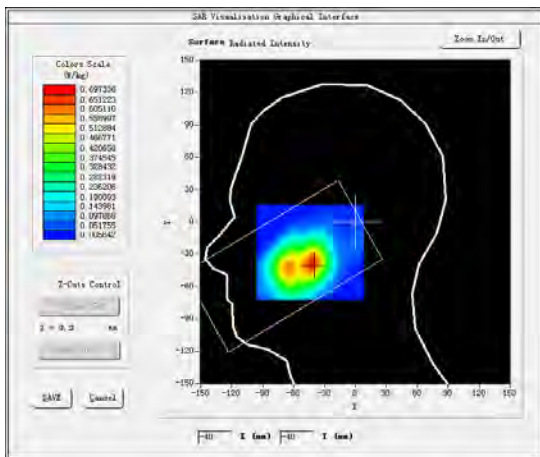 SAR Visualisation Graphical Interface
Surface Radiated Intensity
Zoom In/Out
Colors Scale
(W/kg)
0.697336
0.651223
0.605110
0.558997
0.512884
0.466771
0.420658
0.374545
0.328432
0.282319
0.236206
0.190093
0.143981
0.097868
0.051755
0.005642
150
120
90
60
30
0
-30
-60
-90
-120
-150
Y
-150 -120 -90 -60 -30 0 30 60 90 120 150
X
Z-Cuts Control
mm
SAVE Cancel
-40 X (mm) -40 Y (mm)